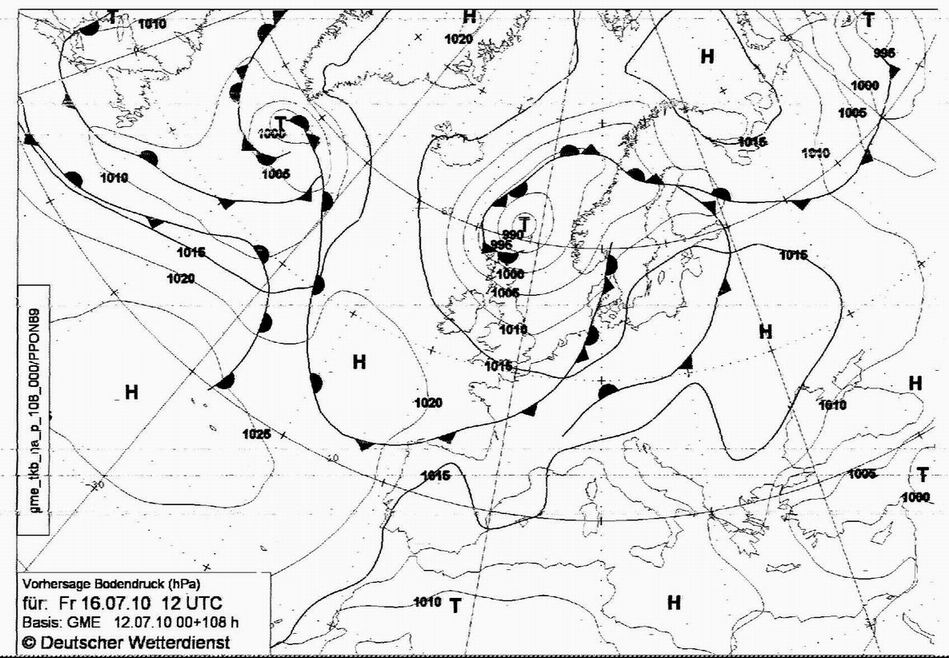 T
1010
H
1020
T
995
H
1000
1005
T
1000
1005
1015
1010
1010
T
990
995
1015
1020
1000
1005
1015
1010
H
H
1015
H
H
1020
1010
1025
1015
1005
T
1000
gme_tkb_na_p_108_000/PPON89
Vorhersage Bodendruck (hPa)
für: Fr 16.07.10 12 UTC
Basis: GME 12.07.10 00+108 h
© Deutscher Wetterdienst
1010
T
H